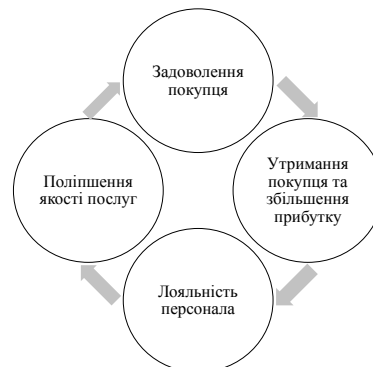 Задоволення
покупця
Утримання
покупця та
збільшення
прибутку
Лояльність
персонала
Поліпшення
якості послуг